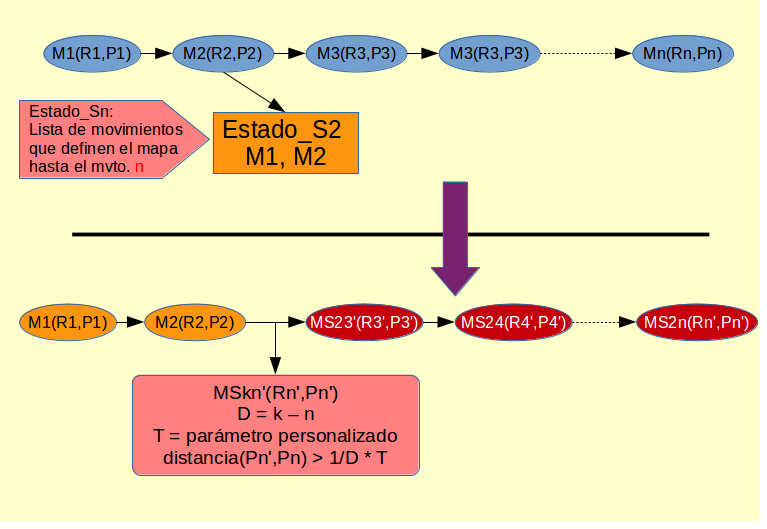 M1(R1,P1)
M2(R2,P2)
M3(R3,P3)
M3(R3,P3)
Mn(Rn,Pn)
Estado_Sn:
Lista de movimientos
que definen el mapa
hasta el mvto. n
Estado_S2
M1, M2
M1(R1,P1)
M2(R2,P2)
MS23'(R3',P3')
MS24(R4',P4')
MS2n(Rn',Pn')
MSkn'(Rn',Pn')
D = k – n
T = parámetro personalizado
distancia(Pn',Pn) > 1/D * T